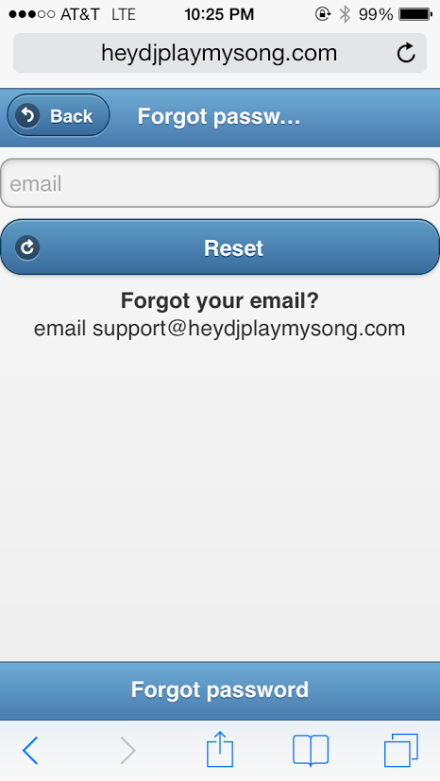 AT&T LTE 10:25 PM 99%
heydjplaymysong.com
Back Forgot passw...
email
Reset
Forgot your email?
email support@heydjplaymysong.com
Forgot password